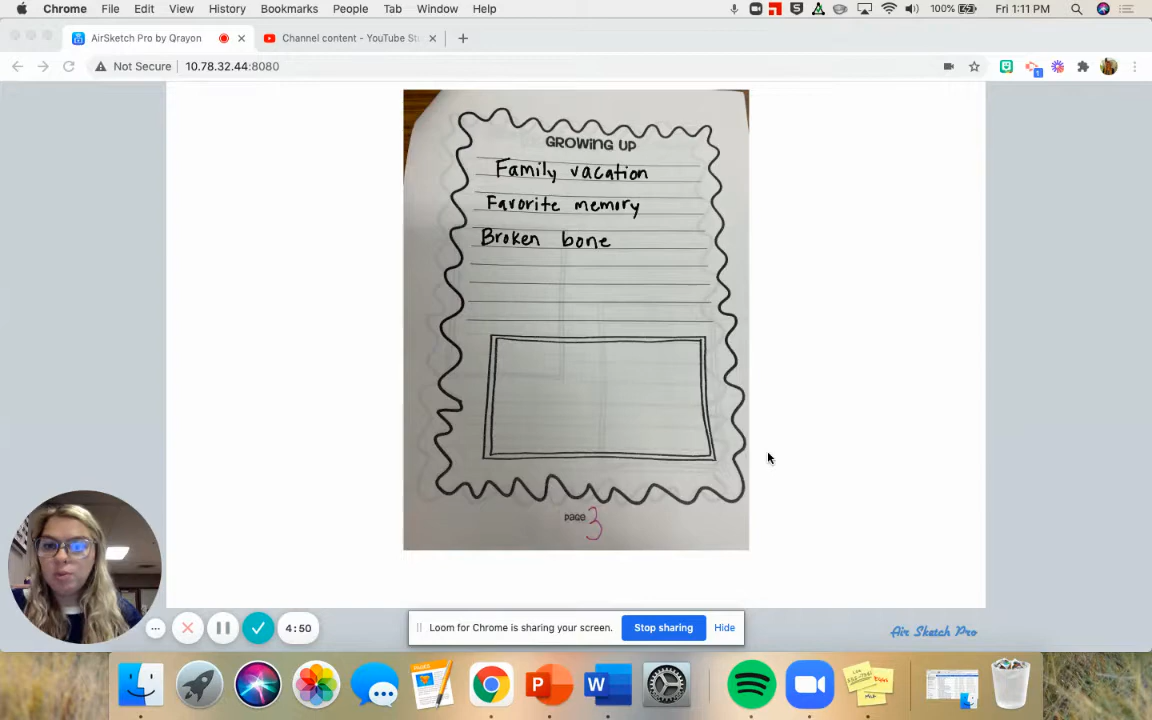 Chrome File Edit View History Bookmarks People Tab Window Help 100% Fri 1:11 PM
AirSketch Pro by Qrayon Channel content - YouTube St
Not Secure 10.78.32.44:8080
GROWING UP
Family vacation
Favorite memory
Broken bone
page 3
4:50
Loom for Chrome is sharing your screen. Stop sharing Hide
Air Sketch Pro